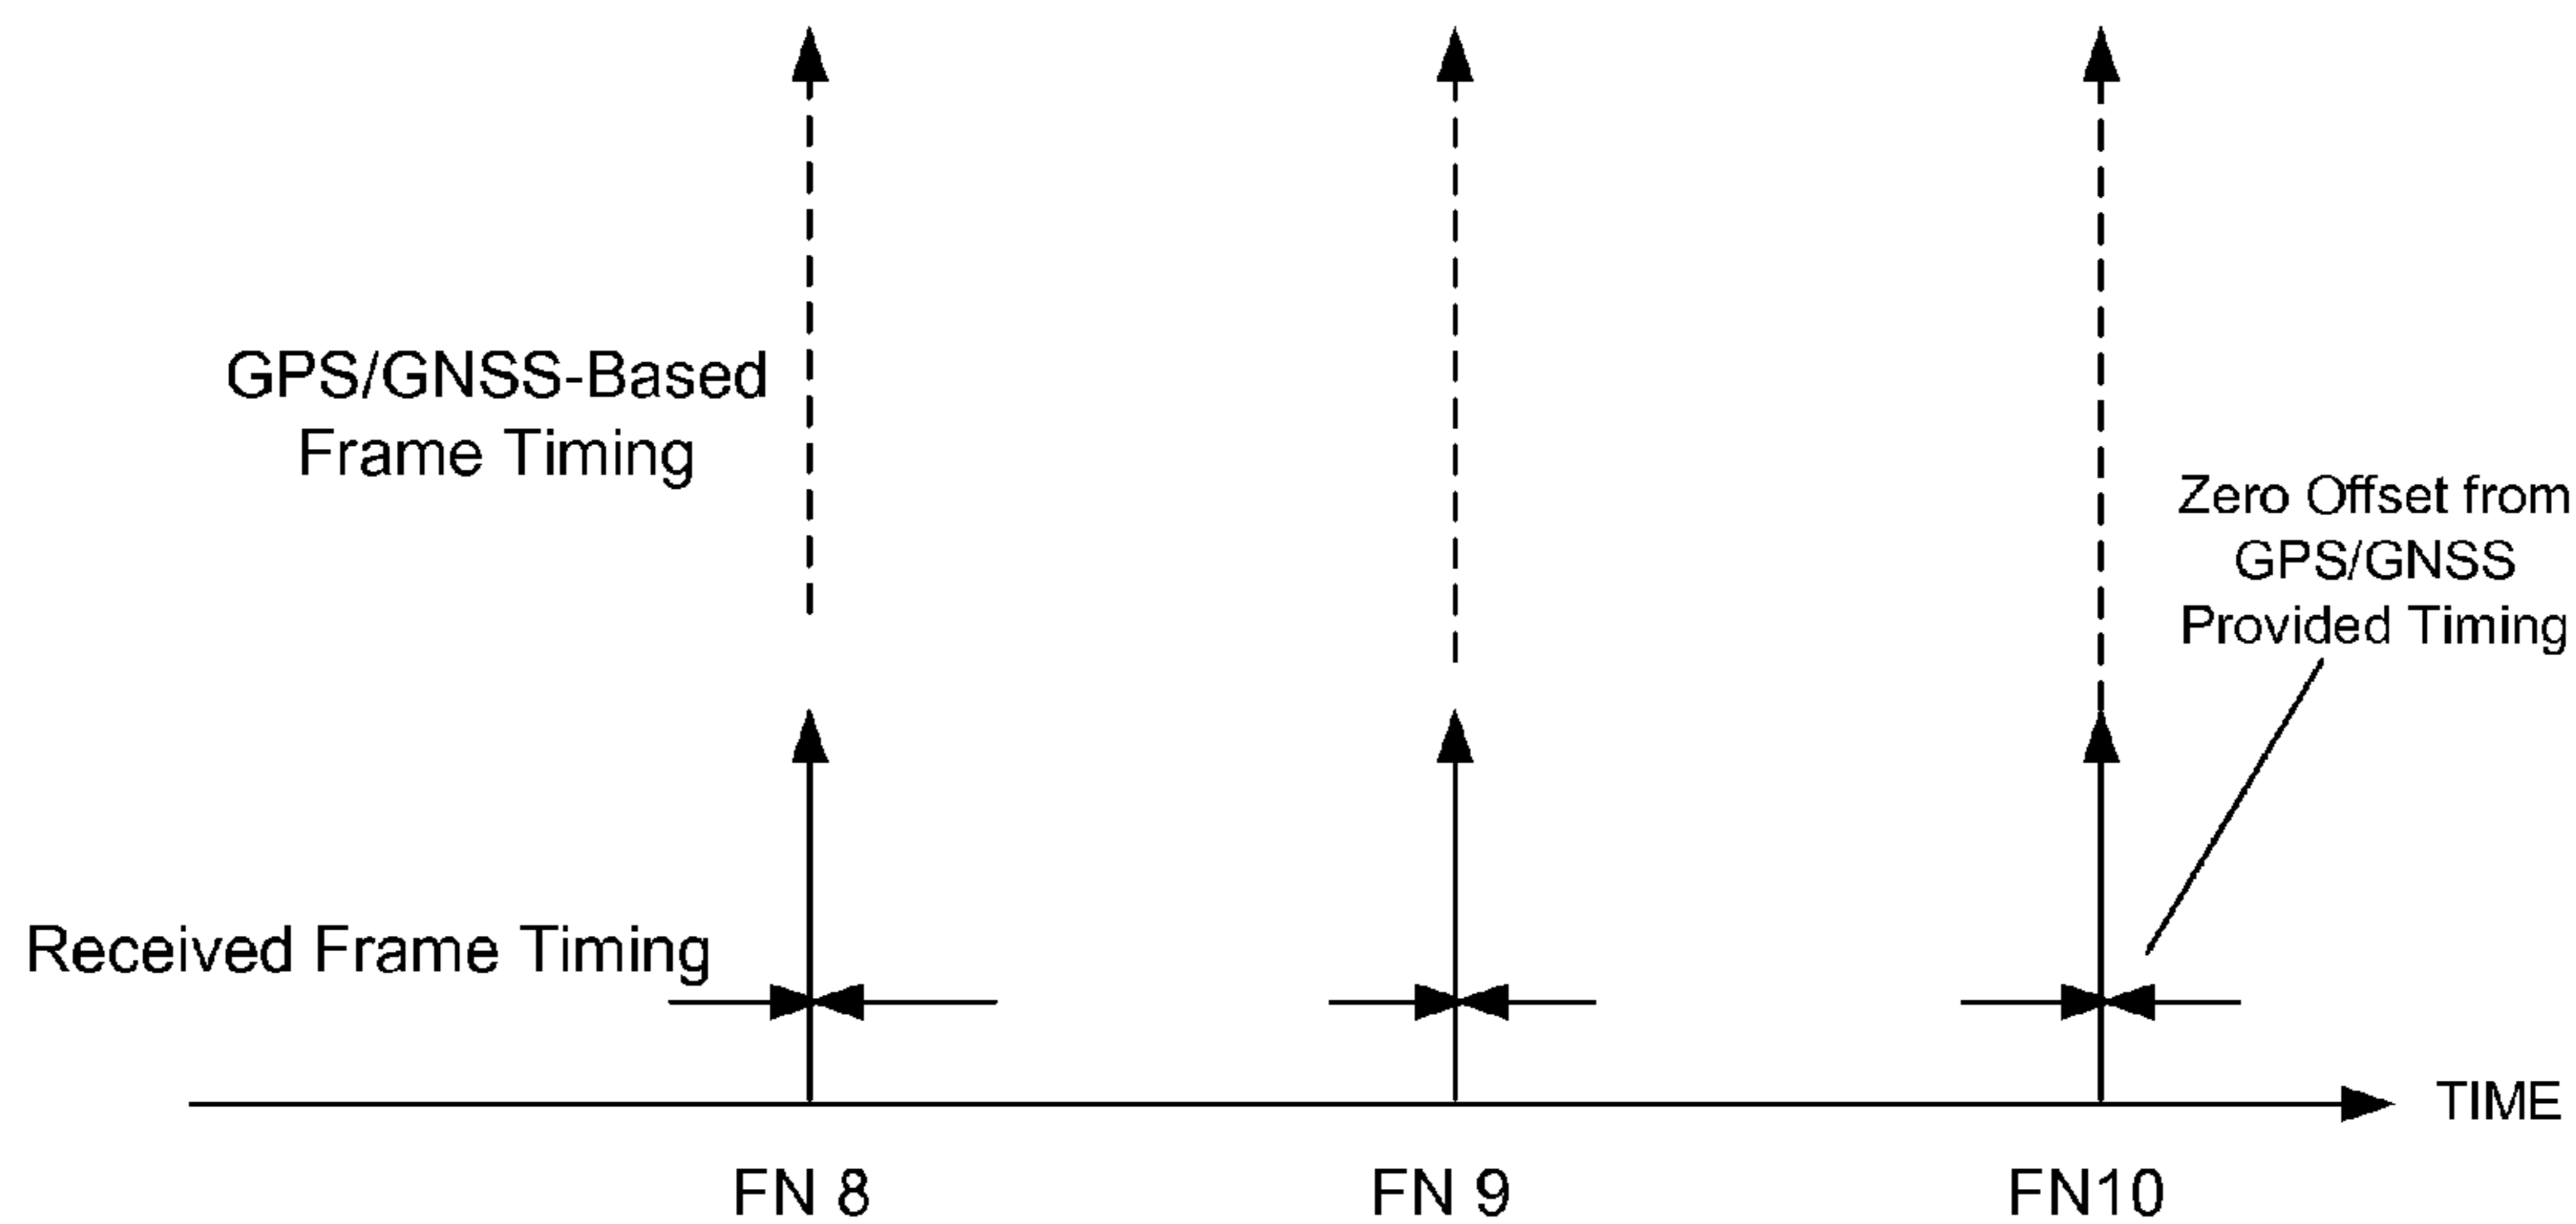 GPS/GNSS-Based
Frame Timing
Zero Offset from
GPS/GNSS
Provided Timing
Received Frame Timing
TIME
FN 8
FN 9
FN10